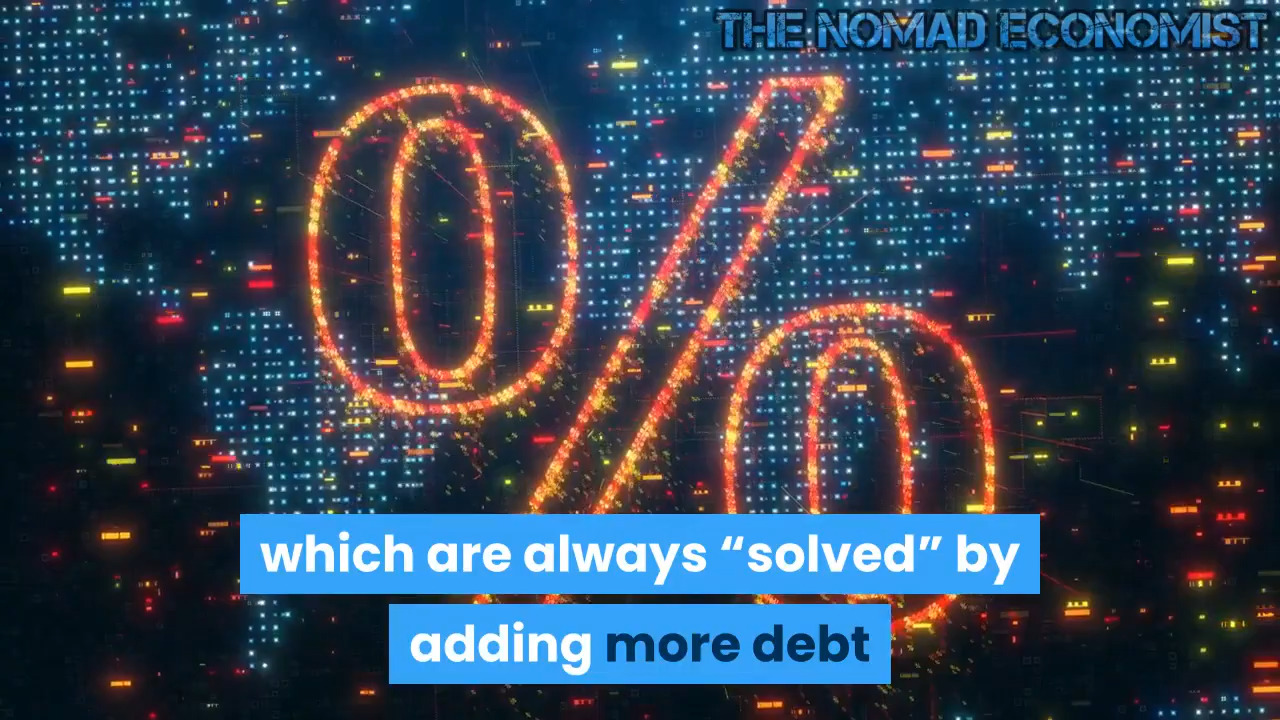 THE NOMAD ECONOMIST
%
which are always “solved” by
adding more debt